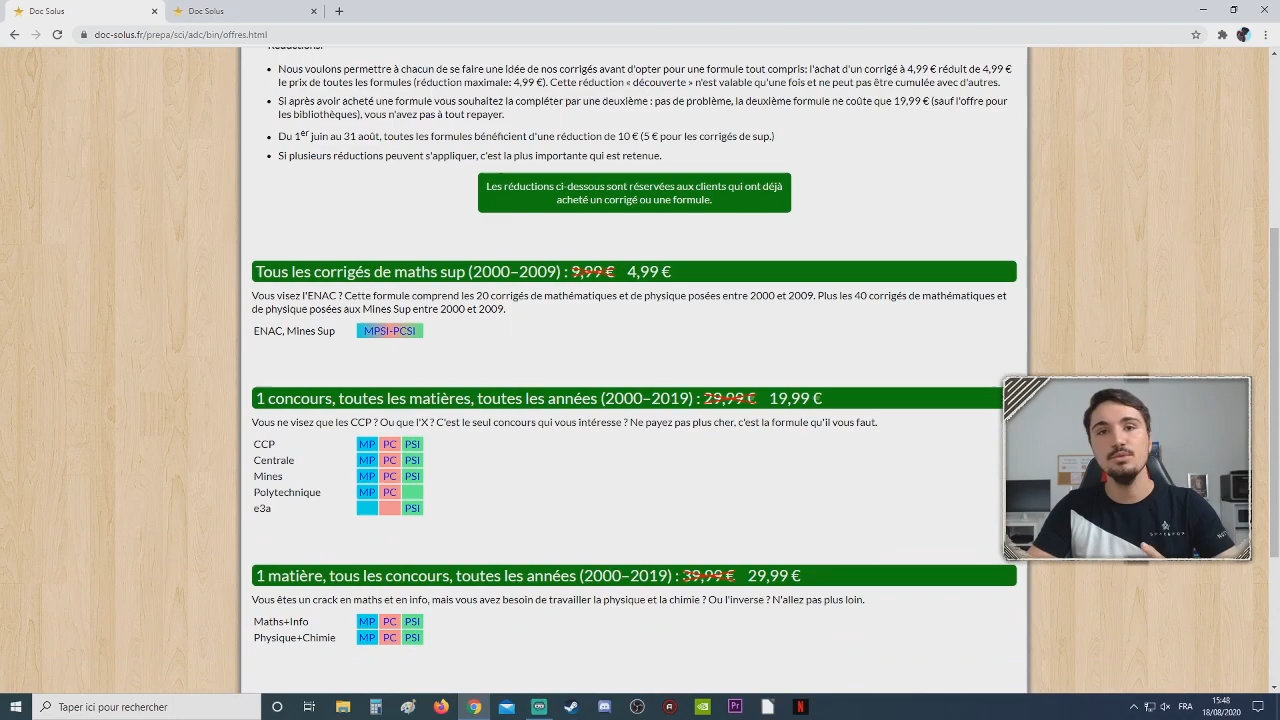 Doc Solus
Doc Solus
doc-solus.fr/prepa/sci/adc/bin/offres.html
Réductions:
Nous voulons permettre à chacun de se faire une idée de nos corrigés avant d'opter pour une formule tout compris: l'achat d'un corrigé à 4,99 € réduit de 4,99 €
le prix de toutes les formules (réduction maximale: 4,99 €). Cette réduction « découverte » n'est valable qu'une fois et ne peut pas être cumulée avec d'autres.
Si après avoir acheté une formule vous souhaitez la compléter par une deuxième : pas de problème, la deuxième formule ne coûte que 19,99 € (sauf l'offre pour
les bibliothèques), vous n'avez pas à tout repayer.
Du 1er juin au 31 août, toutes les formules bénéficient d'une réduction de 10 € (5 € pour les corrigés de sup.)
Si plusieurs réductions peuvent s'appliquer, c'est la plus importante qui est retenue.
Les réductions ci-dessous sont réservées aux clients qui ont déjà
acheté un corrigé ou une formule.
Tous les corrigés de maths sup (2000–2009) : 9,99 € 4,99 €
Vous visez l'ENAC ? Cette formule comprend les 20 corrigés de mathématiques et de physique posées entre 2000 et 2009. Plus les 40 corrigés de mathématiques et
de physique posées aux Mines Sup entre 2000 et 2009.
ENAC, Mines Sup MPSI-PCSI
1 concours, toutes les matières, toutes les années (2000–2019) : 29,99 € 19,99 €
Vous ne visez que les CCP ? Ou que l'X ? C'est le seul concours qui vous intéresse ? Ne payez pas plus cher, c'est la formule qu'il vous faut.
CCP MP PC PSI
Centrale MP PC PSI
Mines MP PC PSI
Polytechnique MP PC
e3a PSI
1 matière, tous les concours, toutes les années (2000–2019) : 39,99 € 29,99 €
Vous êtes un crack en maths et en info, mais vous avez besoin de travailler la physique et la chimie ? Ou l'inverse ? N'allez pas plus loin.
Maths+Info MP PC PSI
Physique+Chimie MP PC PSI
Taper ici pour rechercher
FRA
15:48
18/08/2020